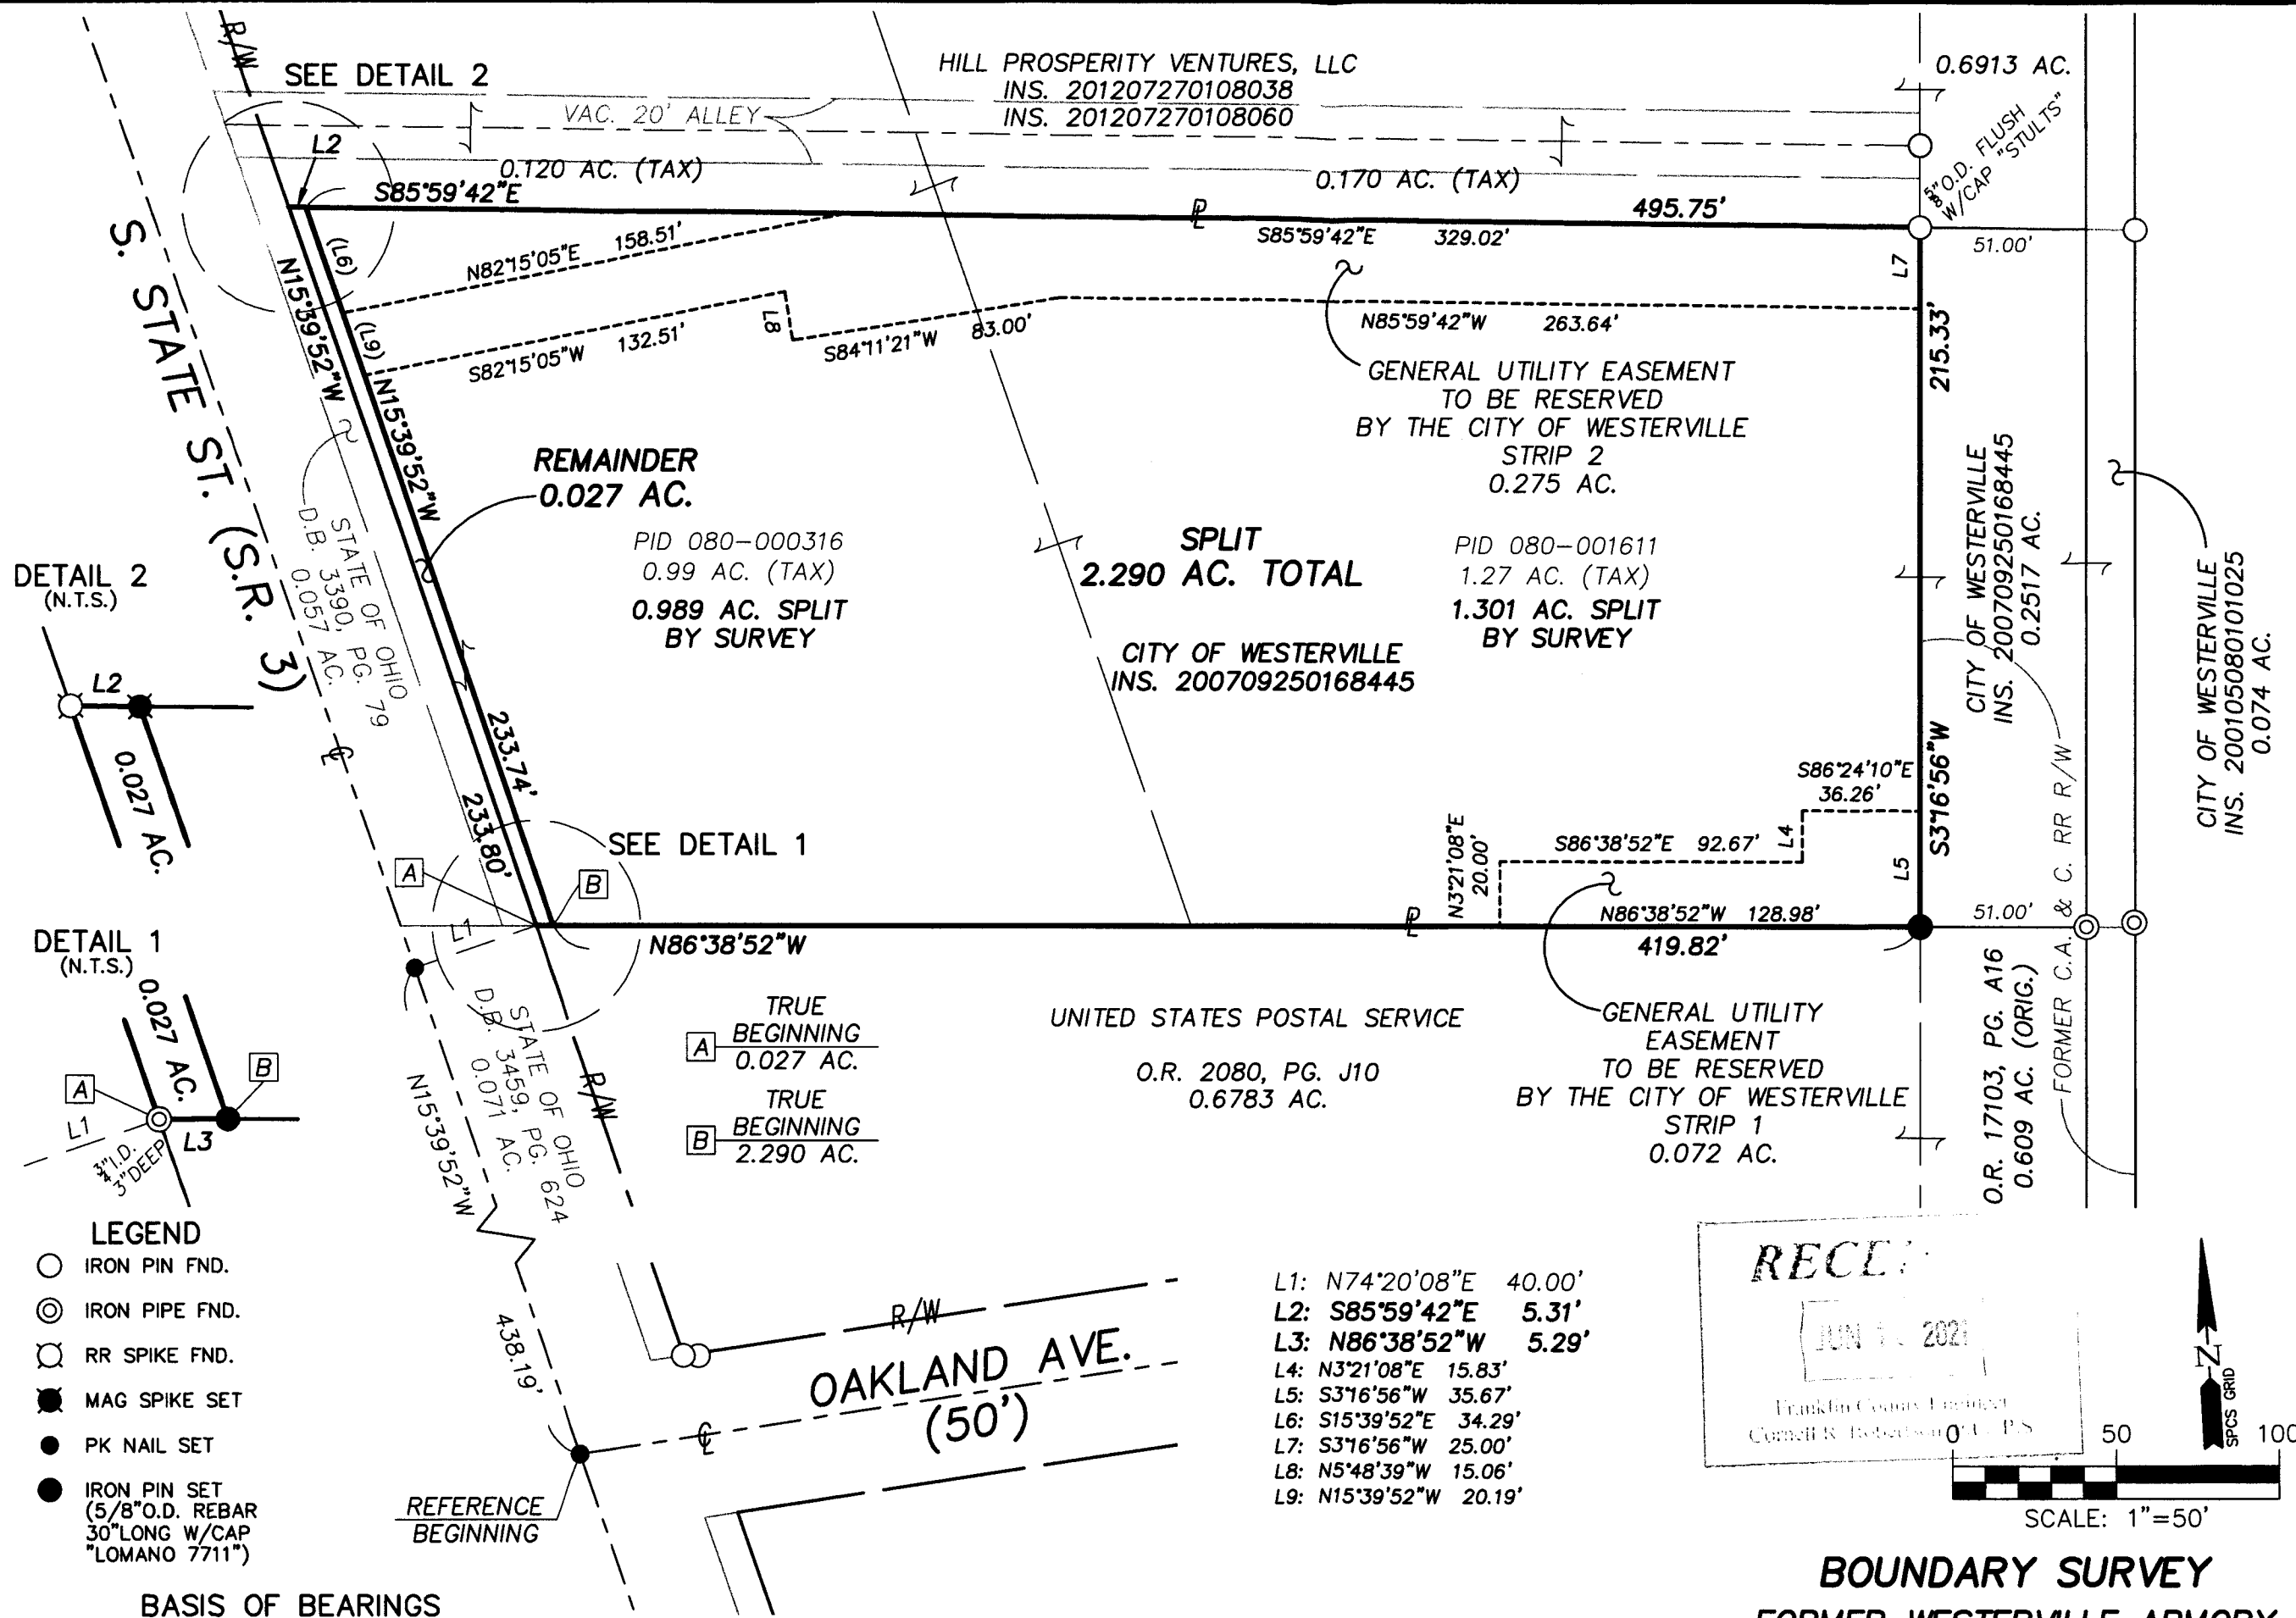 R/W
SEE DETAIL 2
HILL PROSPERITY VENTURES, LLC
INS. 201207270108038
INS. 201207270108060
VAC. 20' ALLEY
0.6913 AC.
5/8" O.D. FLUSH
W/CAP "STULTS"
L2
0.120 AC. (TAX)
0.170 AC. (TAX)
S85°59'42"E
495.75'
S85°59'42"E 329.02'
51.00'
L7
(L6)
N82°15'05"E 158.51'
N15°39'52"W
(L9)
S82°15'05"W 132.51'
L8
S84°11'21"W 83.00'
N85°59'42"W 263.64'
215.33'
S. STATE ST. (S.R. 3)
N15°39'52"W
GENERAL UTILITY EASEMENT
TO BE RESERVED
BY THE CITY OF WESTERVILLE
STRIP 2
0.275 AC.
REMAINDER
0.027 AC.
STATE OF OHIO
D.B. 3390, PG. 79
0.057 AC.
PID 080-000316
0.99 AC. (TAX)
0.989 AC. SPLIT
BY SURVEY
SPLIT
2.290 AC. TOTAL
PID 080-001611
1.27 AC. (TAX)
1.301 AC. SPLIT
BY SURVEY
CITY OF WESTERVILLE
INS. 200709250168445
CITY OF WESTERVILLE
INS. 200709250168445
0.2517 AC.
CITY OF WESTERVILLE
INS. 200105080101025
0.074 AC.
DETAIL 2
(N.T.S.)
L2
0.027 AC.
233.74'
233.80'
SEE DETAIL 1
A
B
L1
S3°16'56"W
S86°24'10"E
36.26'
N3°21'08"E
20.00'
S86°38'52"E 92.67'
L4
L5
N86°38'52"W 128.98'
N86°38'52"W
419.82'
51.00'
FORMER C.A. & C. RR R/W
O.R. 17103, PG. A16
0.609 AC. (ORIG.)
DETAIL 1
(N.T.S.)
0.027 AC.
A
B
L1
L3
3/4" I.D.
3" DEEP
STATE OF OHIO
D.B. 3459, PG. 624
0.071 AC.
N15°39'52"W
R/W
TRUE
A BEGINNING
0.027 AC.
TRUE
B BEGINNING
2.290 AC.
UNITED STATES POSTAL SERVICE
O.R. 2080, PG. J10
0.6783 AC.
GENERAL UTILITY
EASEMENT
TO BE RESERVED
BY THE CITY OF WESTERVILLE
STRIP 1
0.072 AC.
LEGEND
IRON PIN FND.
IRON PIPE FND.
RR SPIKE FND.
MAG SPIKE SET
PK NAIL SET
IRON PIN SET
(5/8"O.D. REBAR
30"LONG W/CAP
"LOMANO 7711")
438.19'
R/W
OAKLAND AVE.
(50')
REFERENCE
BEGINNING
L1: N74°20'08"E 40.00'
L2: S85°59'42"E 5.31'
L3: N86°38'52"W 5.29'
L4: N3°21'08"E 15.83'
L5: S3°16'56"W 35.67'
L6: S15°39'52"E 34.29'
L7: S3°16'56"W 25.00'
L8: N5°48'39"W 15.06'
L9: N15°39'52"W 20.19'
JUN
Franklin County Engineer
Cornell R.
N
SPCS GRID
0 50 100
SCALE: 1"=50'
BASIS OF BEARINGS
BOUNDARY SURVEY
FORMER WESTERVILLE ARMORY